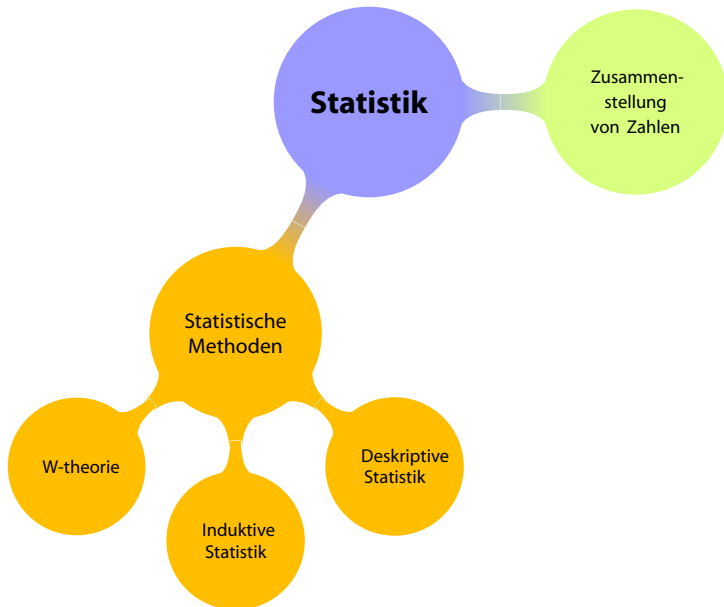 Statistik
Zusammen-
stellung
von Zahlen
Statistische
Methoden
W-theorie
Induktive
Statistik
Deskriptive
Statistik